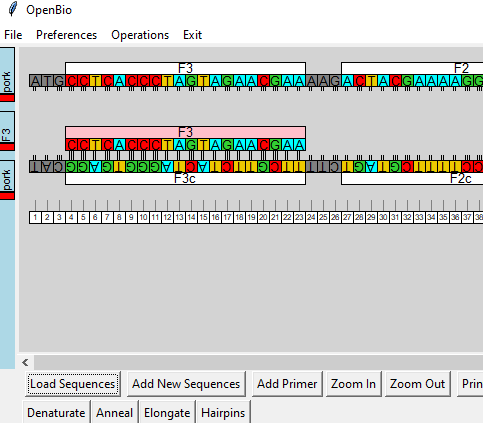 OpenBio
File Preferences Operations Exit
pork
F3 F2
ATGCCTCACCCTAGTAGAACGAAAAGACTACGAAAAGG
F3
F3
CCTCACCCTAGTAGAACGAA
pork
TACGGAGTGGGATCATCTTGCTTTTCTGATGCTTTTCC
F3c F2c
1 2 3 4 5 6 7 8 9 10 11 12 13 14 15 16 17 18 19 20 21 22 23 24 25 26 27 28 29 30 31 32 33 34 35 36 37 38
Load Sequences Add New Sequences Add Primer Zoom In Zoom Out Prin
Denaturate Anneal Elongate Hairpins